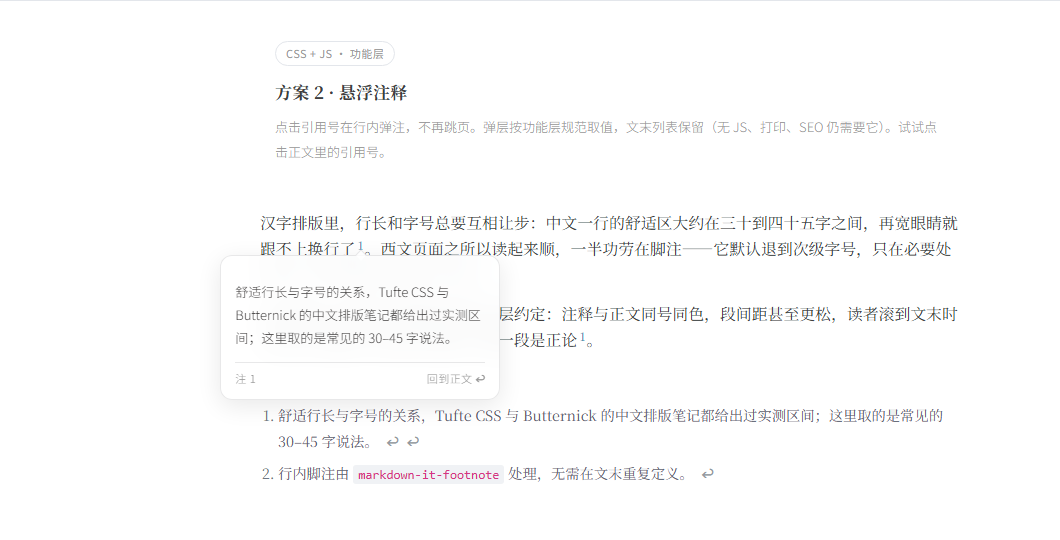 CSS + JS · 功能层
方案 2 · 悬浮注释
点击引用号在行内弹注，不再跳页。弹层按功能层规范取值，文末列表保留（无 JS、打印、SEO 仍需要它）。试试点
击正文里的引用号。
汉字排版里，行长和字号总要互相让步：中文一行的舒适区大约在三十到四十五字之间，再宽眼睛就
跟不上换行了1。西文页面之所以读起来顺，一半功劳在脚注——它默认退到次级字号，只在必要处
舒适行长与字号的关系，Tufte CSS 与
Butternick 的中文排版笔记都给出过实测区
间；这里取的是常见的 30–45 字说法。
注 1
回到正文 ↩
层约定：注释与正文同号同色，段间距甚至更松，读者滚到文末时
一段是正论1。
1. 舒适行长与字号的关系，Tufte CSS 与 Butternick 的中文排版笔记都给出过实测区间；这里取的是常见的
30–45 字说法。 ↩ ↩
2. 行内脚注由 markdown-it-footnote 处理，无需在文末重复定义。 ↩